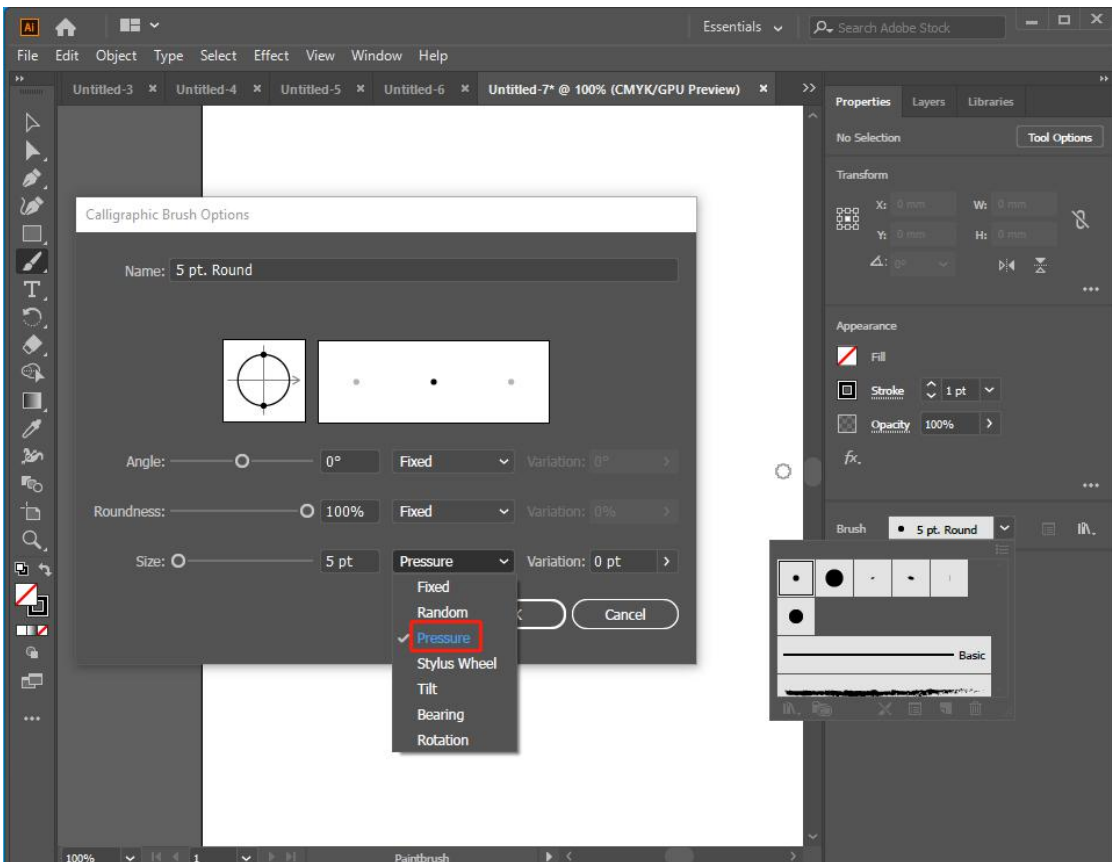 Ai
Essentials
Search Adobe Stock
File Edit Object Type Select Effect View Window Help
Untitled-3 × Untitled-4 × Untitled-5 × Untitled-6 × Untitled-7* @ 100% (CMYK/GPU Preview) ×
Properties Layers Libraries
No Selection Tool Options
Transform
X: 0 mm W: 0 mm
Y: 0 mm H: 0 mm
0°
Appearance
Fill
Stroke 1 pt
Opacity 100%
fx.
Brush 5 pt. Round
Basic
Calligraphic Brush Options
Name: 5 pt. Round
Angle: 0° Fixed Variation: 0°
Roundness: 100% Fixed Variation: 0%
Size: 5 pt Pressure Variation: 0 pt
Fixed
Random
Pressure
Stylus Wheel
Tilt
Bearing
Rotation
Cancel
100% 1 Paintbrush